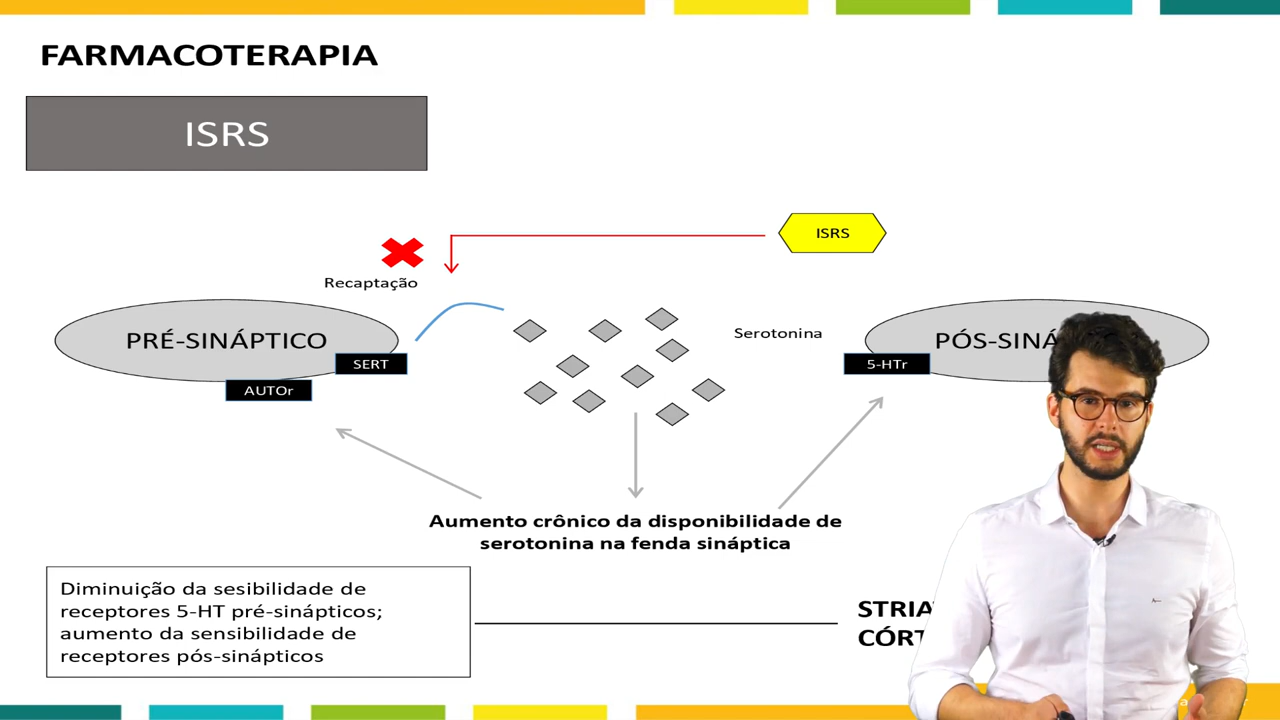 FARMACOTERAPIA
ISRS
ISRS
Recaptação
PRÉ-SINÁPTICO
SERT
AUTOr
Serotonina
PÓS-SINÁ
5-HTr
Aumento crônico da disponibilidade de
serotonina na fenda sináptica
Diminuição da sesibilidade de
receptores 5-HT pré-sinápticos;
aumento da sensibilidade de
receptores pós-sinápticos
STRIA
CÓRT